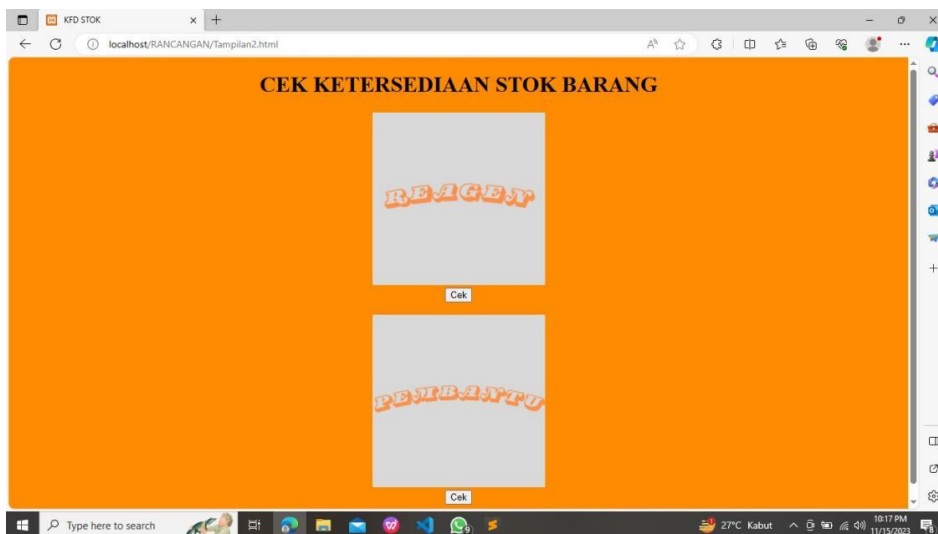 KFD STOK
localhost/RANCANGAN/Tampilan2.html
CEK KETERSEDIAAN STOK BARANG
REAGEN
Cek
PEMBANTU
Cek
Type here to search
27°C Kabut
10:17 PM
11/15/2023